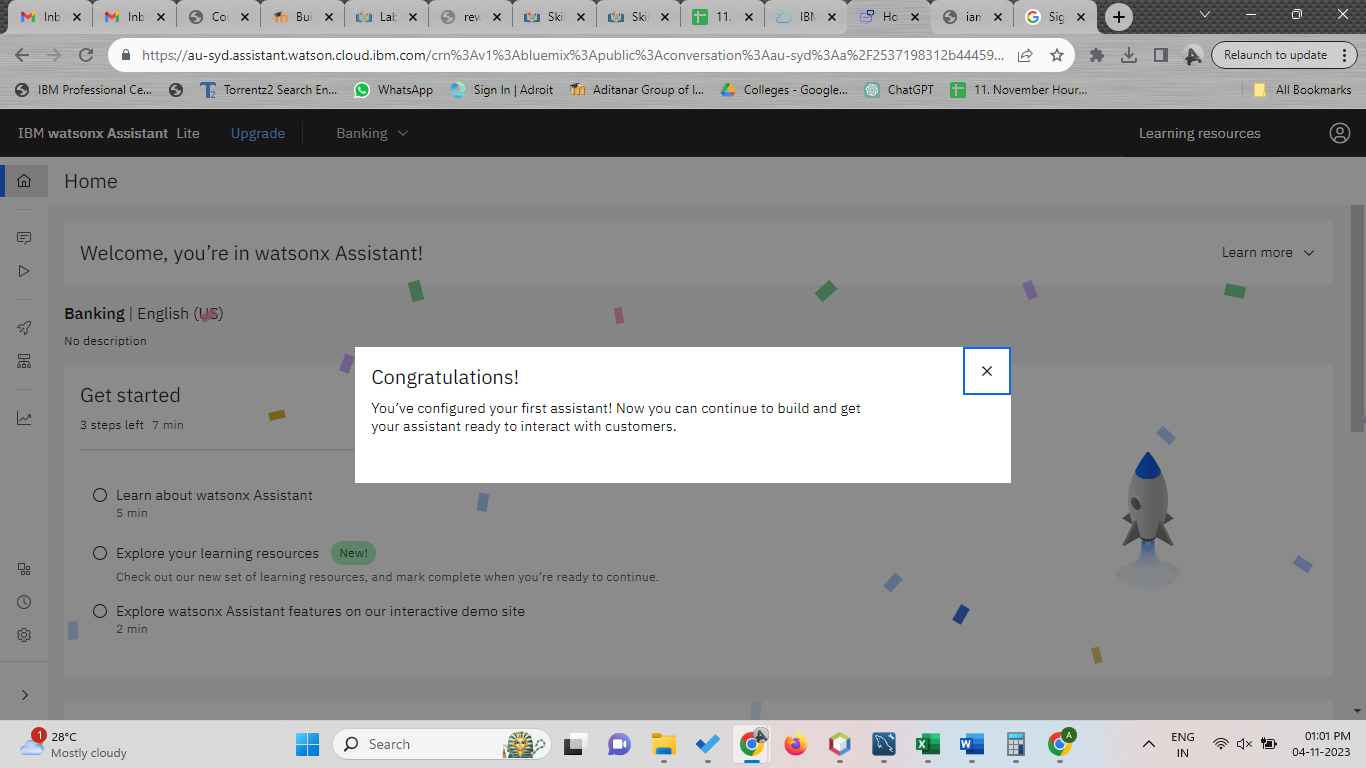 Inb
Inb
Co
Bui
Lab
rev
Skil
Skil
11.
IBM
Ho
ian
Sig
https://au-syd.assistant.watson.cloud.ibm.com/crn%3Av1%3Abluemix%3Apublic%3Aconversation%3Aau-syd%3Aa%2F2537198312b44459...
Relaunch to update
IBM Professional Ce...
Torrentz2 Search En...
WhatsApp
Sign In | Adroit
Aditanar Group of I...
Colleges - Google...
ChatGPT
11. November Hour...
All Bookmarks
IBM watsonx Assistant Lite
Upgrade
Banking
Learning resources
Home
Welcome, you’re in watsonx Assistant!
Learn more
Banking | English (US)
No description
Get started
3 steps left 7 min
Congratulations!
You’ve configured your first assistant! Now you can continue to build and get
your assistant ready to interact with customers.
Learn about watsonx Assistant
5 min
Explore your learning resources New!
Check out our new set of learning resources, and mark complete when you’re ready to continue.
Explore watsonx Assistant features on our interactive demo site
2 min
1
28°C
Mostly cloudy
Search
A
ENG
IN
01:01 PM
04-11-2023